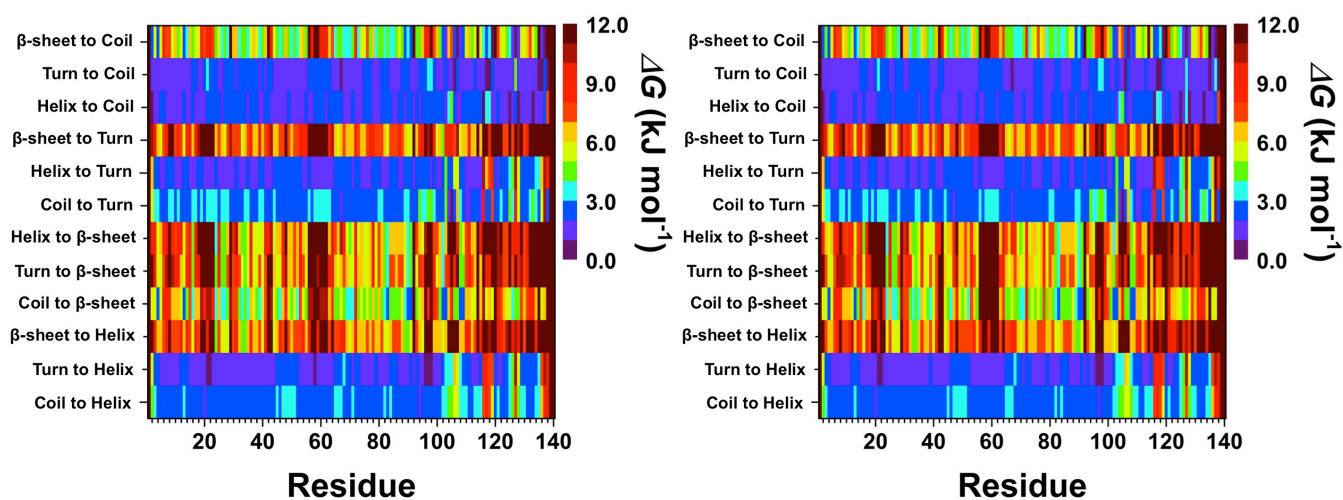 β-sheet to Coil
Turn to Coil
Helix to Coil
β-sheet to Turn
Helix to Turn
Coil to Turn
Helix to β-sheet
Turn to β-sheet
Coil to β-sheet
β-sheet to Helix
Turn to Helix
Coil to Helix
20 40 60 80 100 120 140
Residue
12.0
9.0
6.0
3.0
0.0
ΔG (kJ mol-1)
β-sheet to Coil
Turn to Coil
Helix to Coil
β-sheet to Turn
Helix to Turn
Coil to Turn
Helix to β-sheet
Turn to β-sheet
Coil to β-sheet
β-sheet to Helix
Turn to Helix
Coil to Helix
20 40 60 80 100 120 140
Residue
12.0
9.0
6.0
3.0
0.0
ΔG (kJ mol-1)